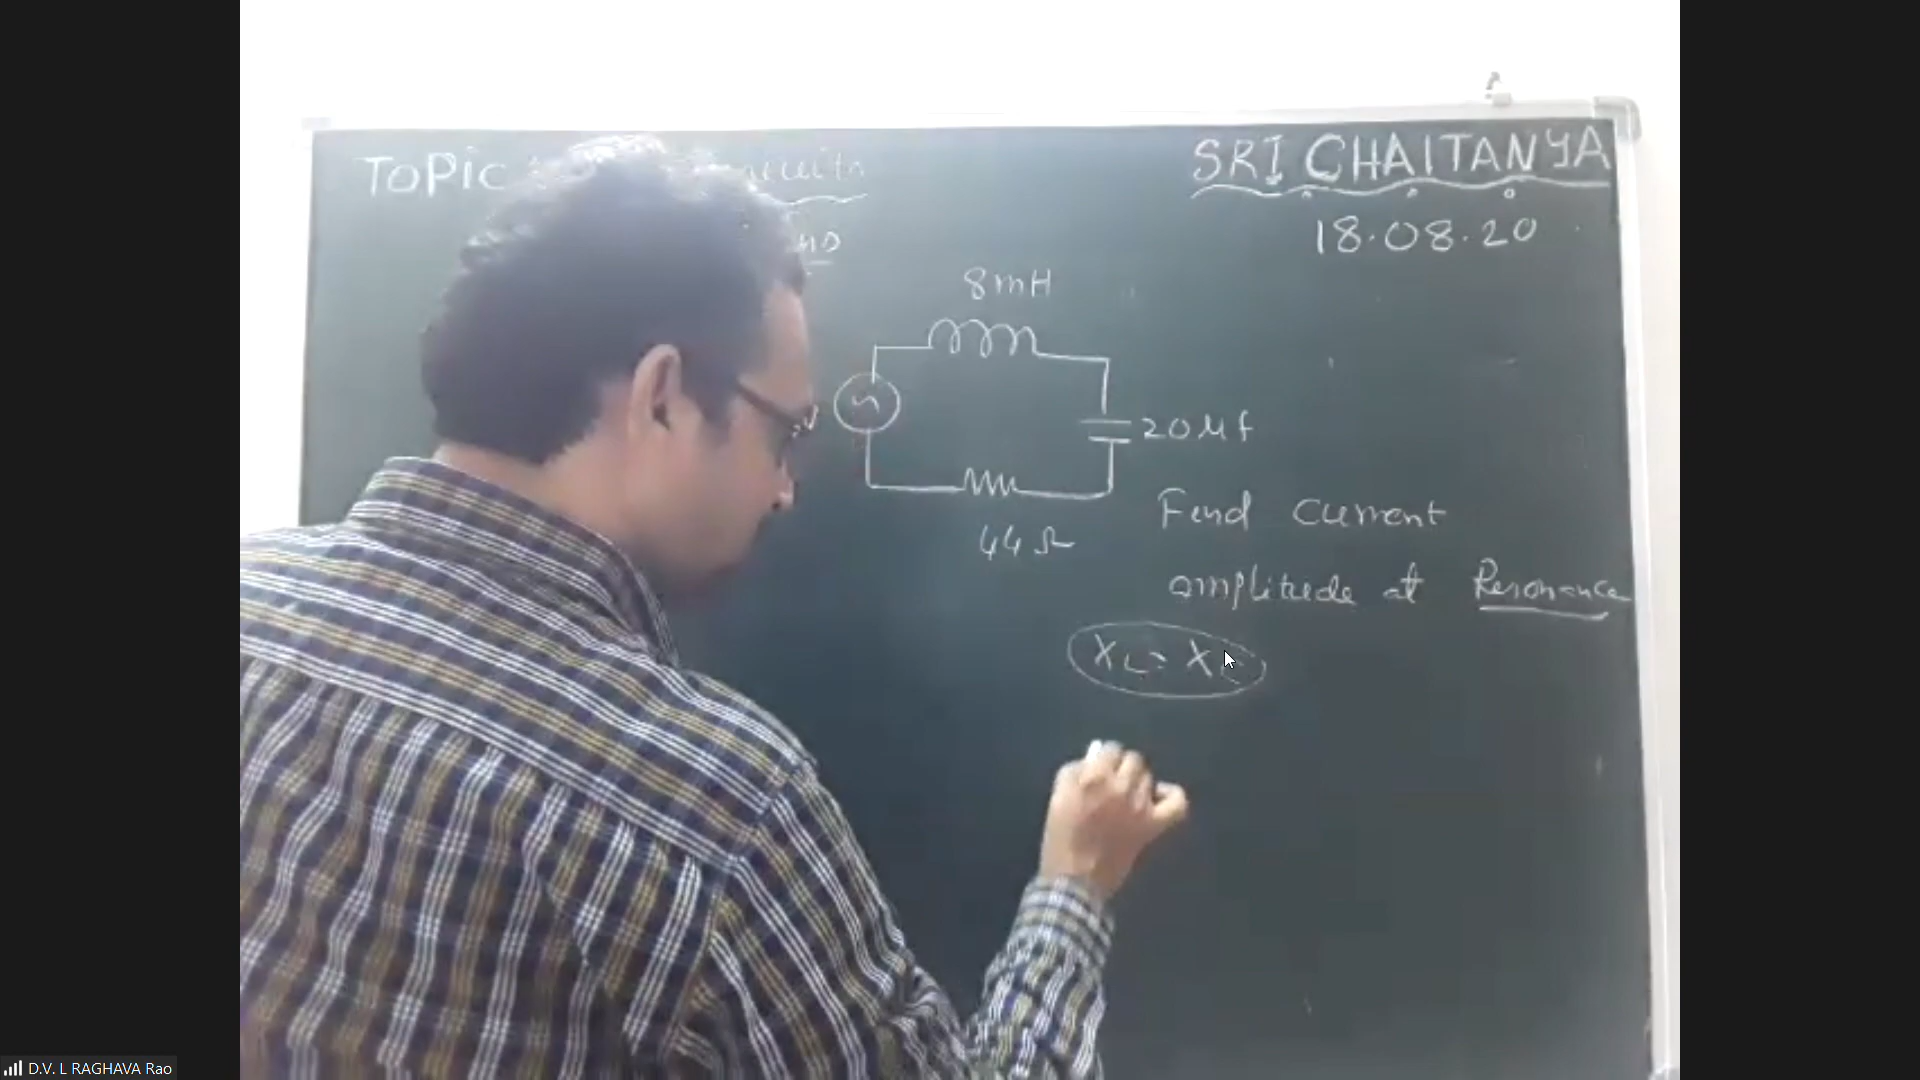 TOPIC
SRI CHAITANYA
18.08.20
8mH
20μf
44Ω
Find current
amplitude at Resonance
XL = XC
D.V. L RAGHAVA Rao